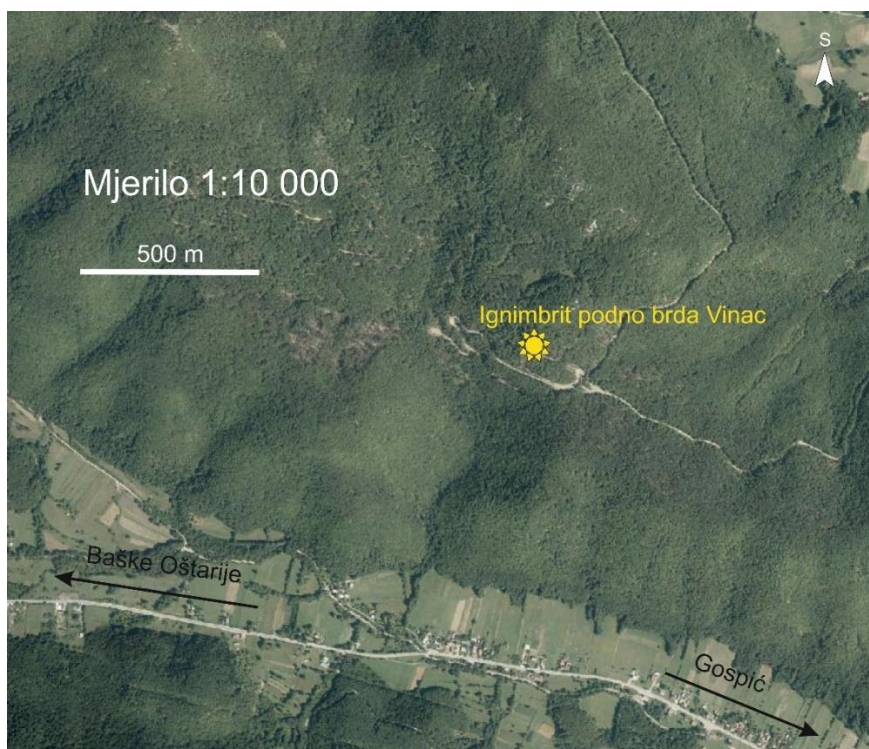 S
Mjerilo 1:10 000
500 m
Ignimbrit podno brda Vinac
Baške Oštarije
Gospić